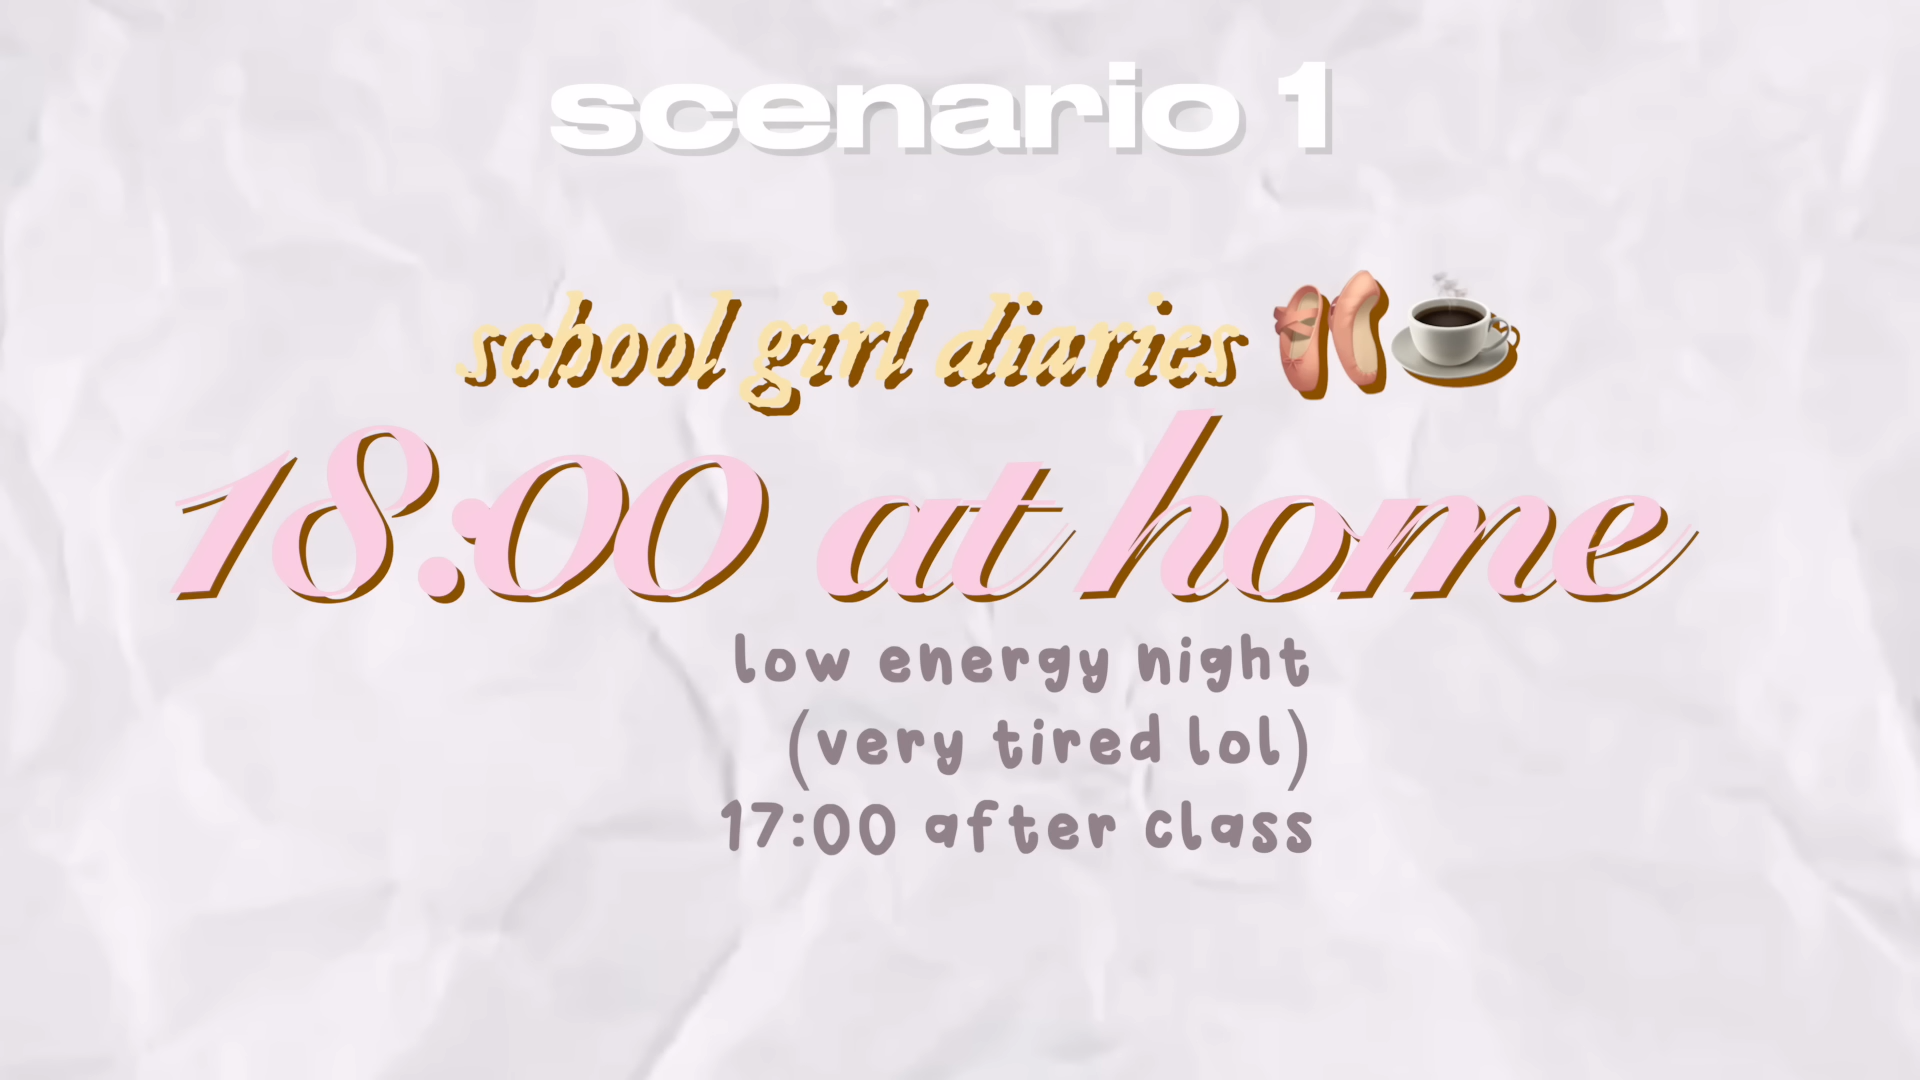 scenario 1
school girl diaries 🩰☕
18:00 at home
low energy night
(very tired lol)
17:00 after class